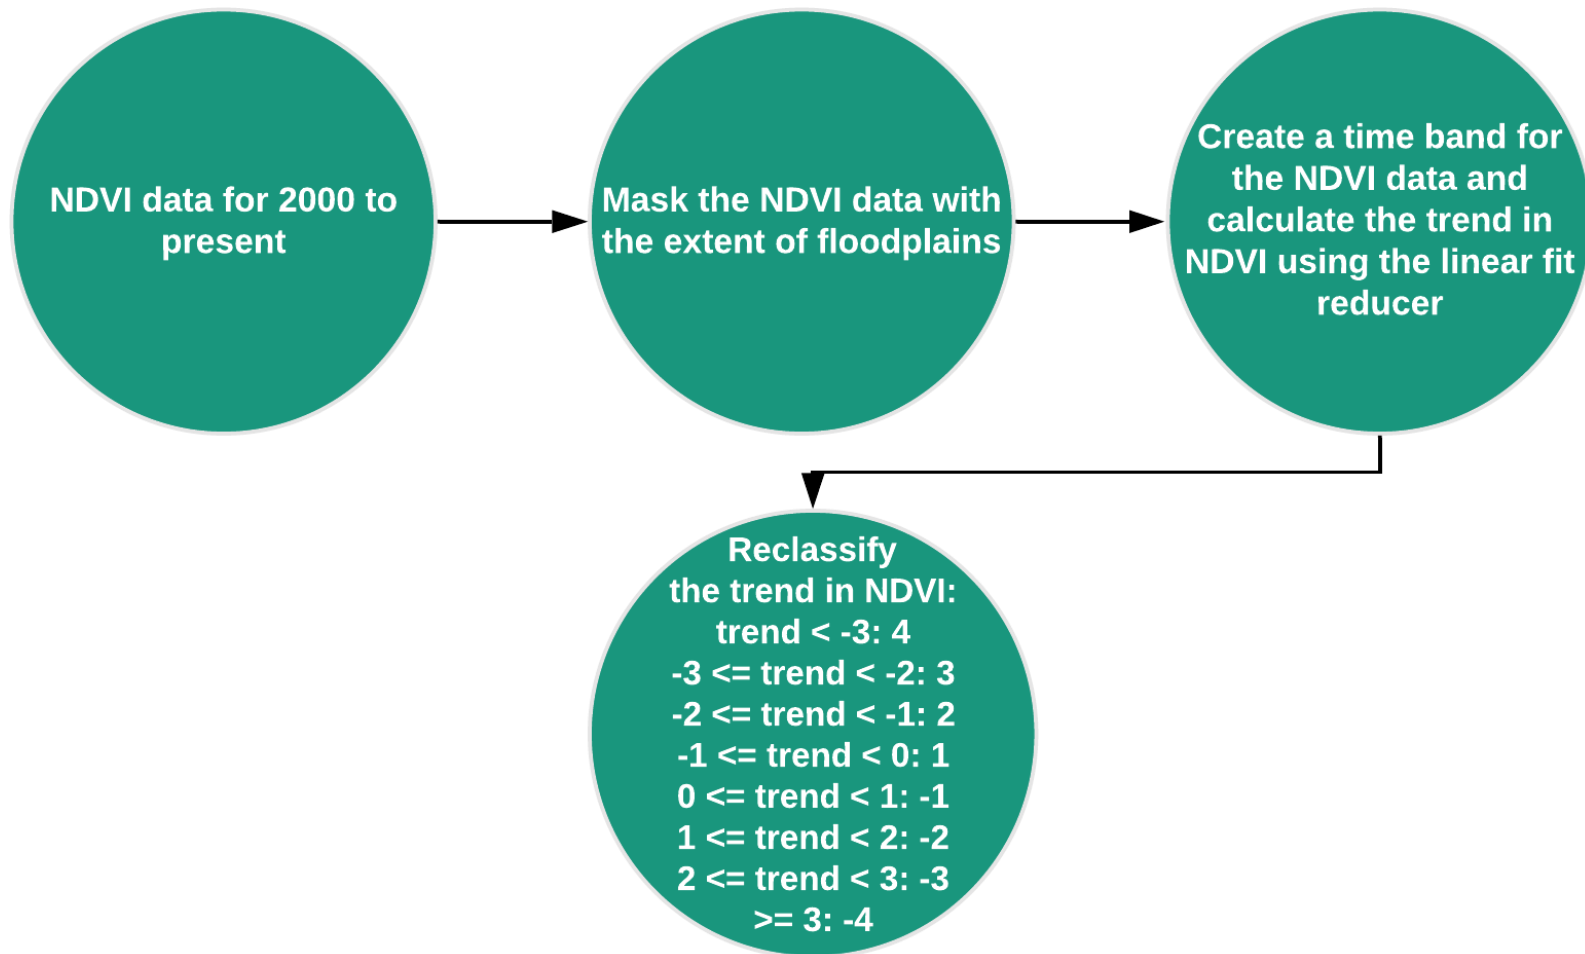 NDVI data for 2000 to
present
Mask the NDVI data with
the extent of floodplains
Create a time band for
the NDVI data and
calculate the trend in
NDVI using the linear fit
reducer
Reclassify
the trend in NDVI:
trend < -3: 4
-3 <= trend < -2: 3
-2 <= trend < -1: 2
-1 <= trend < 0: 1
0 <= trend < 1: -1
1 <= trend < 2: -2
2 <= trend < 3: -3
>= 3: -4